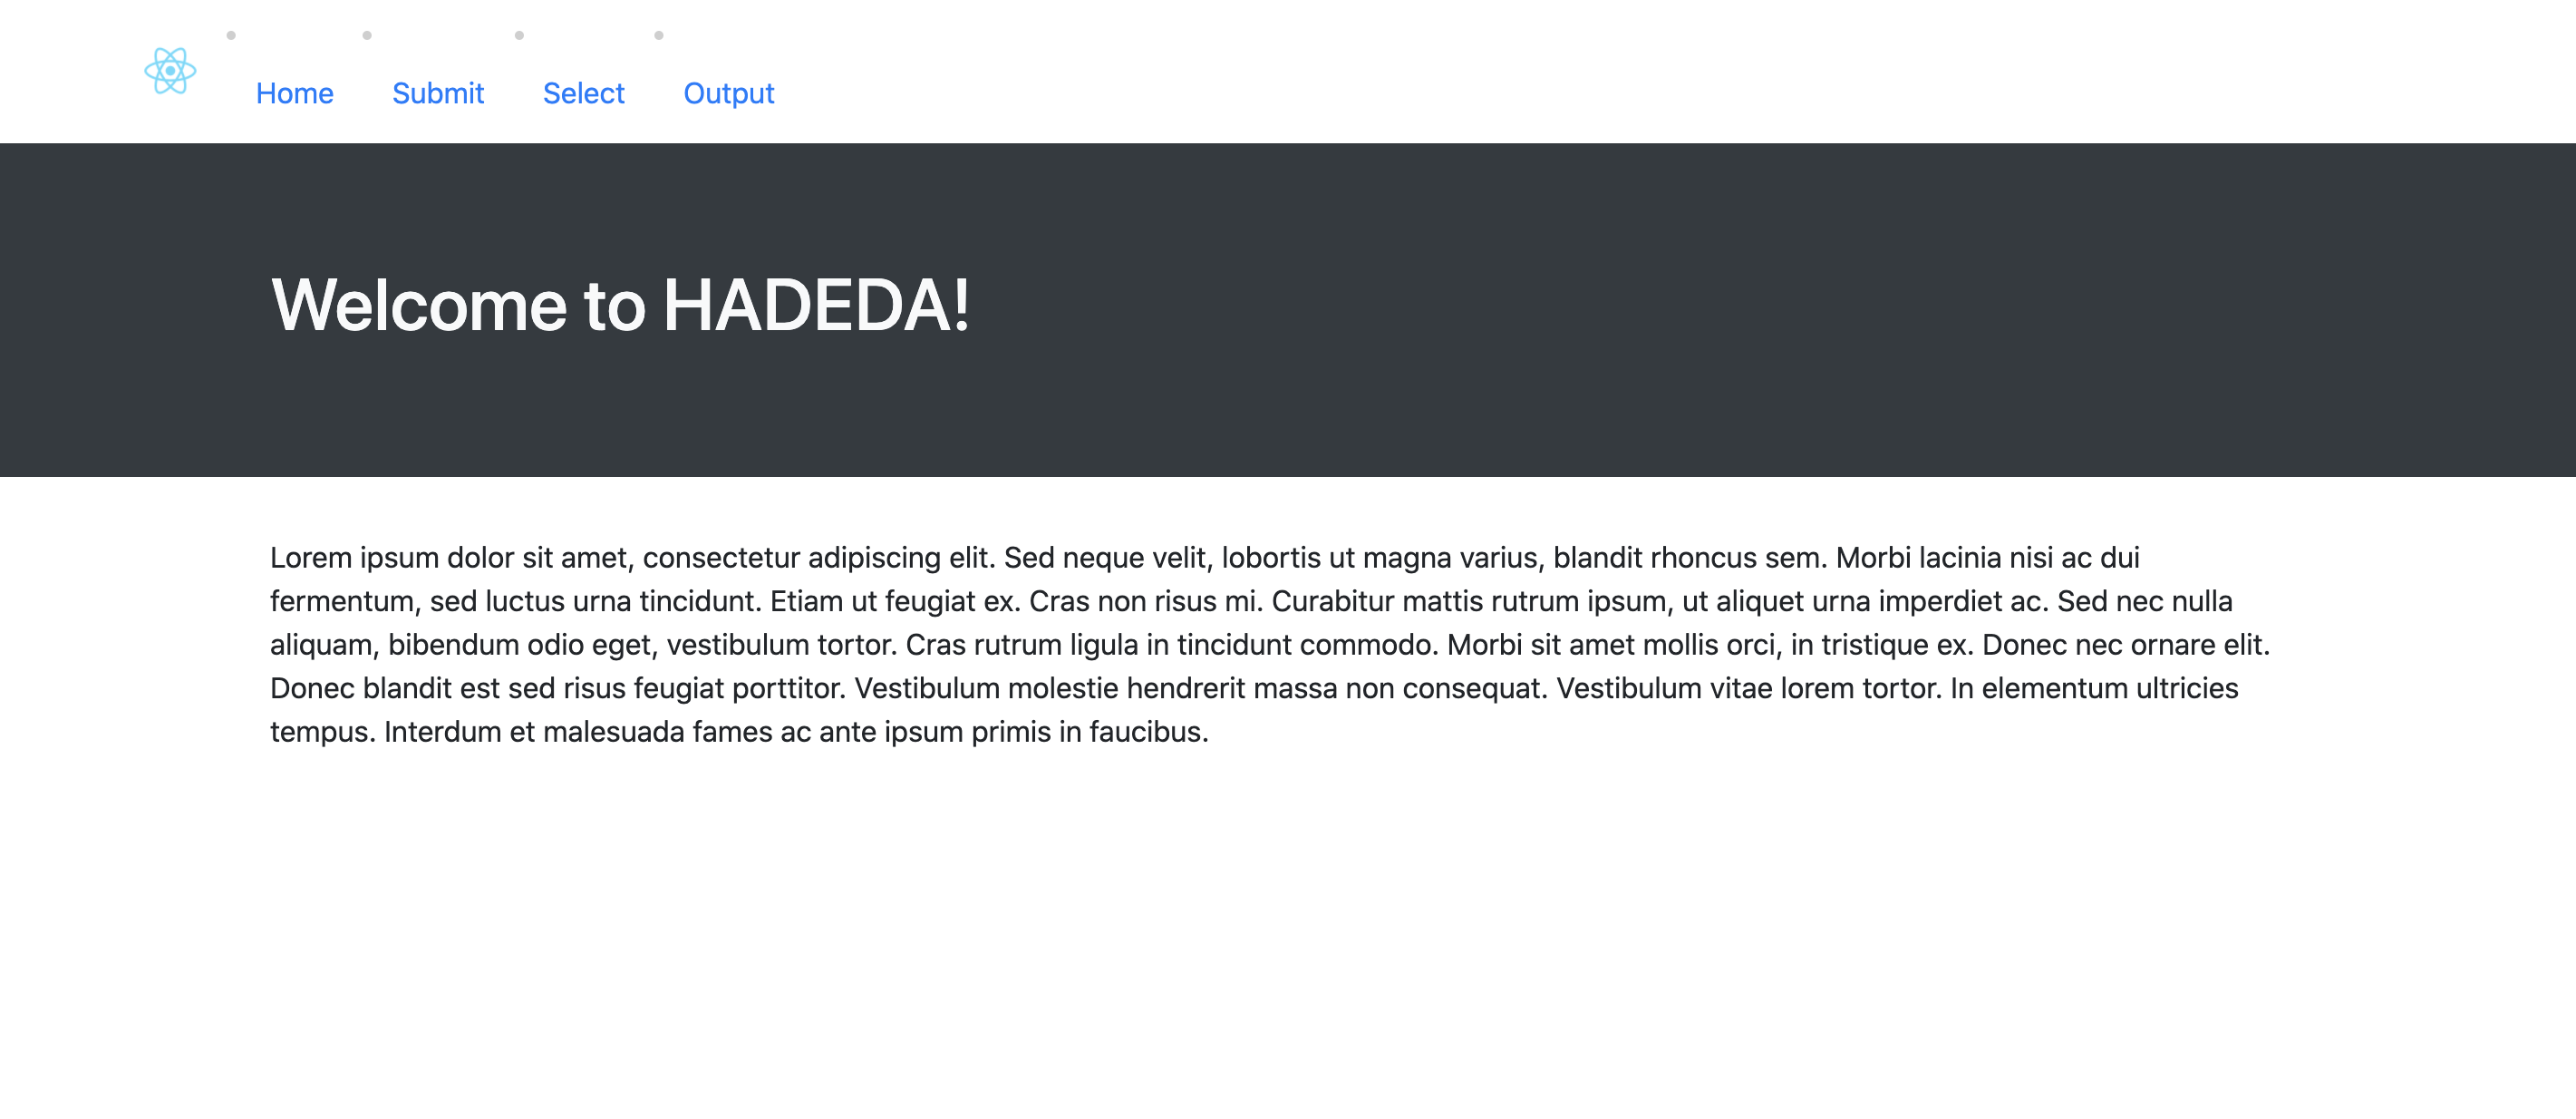 Home Submit Select Output
Welcome to HADEDA!
Lorem ipsum dolor sit amet, consectetur adipiscing elit. Sed neque velit, lobortis ut magna varius, blandit rhoncus sem. Morbi lacinia nisi ac dui
fermentum, sed luctus urna tincidunt. Etiam ut feugiat ex. Cras non risus mi. Curabitur mattis rutrum ipsum, ut aliquet urna imperdiet ac. Sed nec nulla
aliquam, bibendum odio eget, vestibulum tortor. Cras rutrum ligula in tincidunt commodo. Morbi sit amet mollis orci, in tristique ex. Donec nec ornare elit.
Donec blandit est sed risus feugiat porttitor. Vestibulum molestie hendrerit massa non consequat. Vestibulum vitae lorem tortor. In elementum ultricies
tempus. Interdum et malesuada fames ac ante ipsum primis in faucibus.